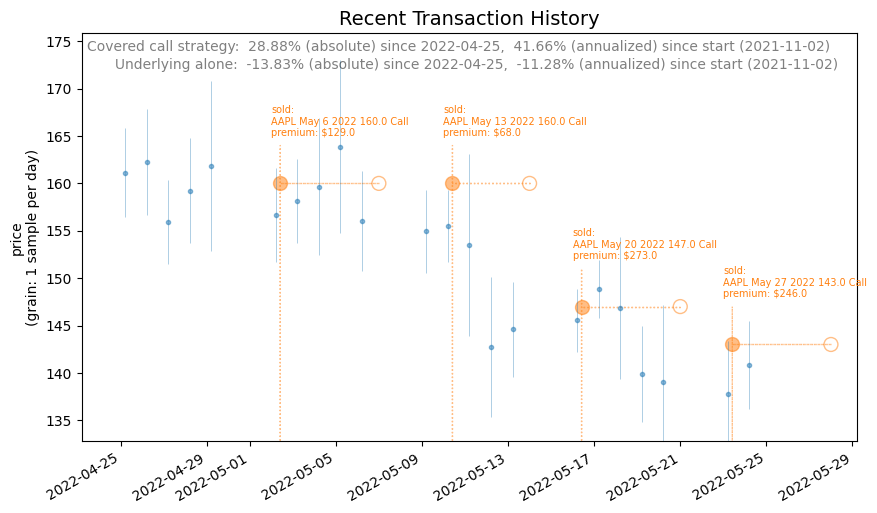 Recent Transaction History
Covered call strategy:  28.88% (absolute) since 2022-04-25,  41.66% (annualized) since start (2021-11-02)
Underlying alone:  -13.83% (absolute) since 2022-04-25,  -11.28% (annualized) since start (2021-11-02)
175
170
165
160
155
150
145
140
135
price
(grain: 1 sample per day)
sold:
AAPL May 6 2022 160.0 Call
premium: $129.0
sold:
AAPL May 13 2022 160.0 Call
premium: $68.0
sold:
AAPL May 20 2022 147.0 Call
premium: $273.0
sold:
AAPL May 27 2022 143.0 Call
premium: $246.0
2022-04-25
2022-04-29
2022-05-01
2022-05-05
2022-05-09
2022-05-13
2022-05-17
2022-05-21
2022-05-25
2022-05-29